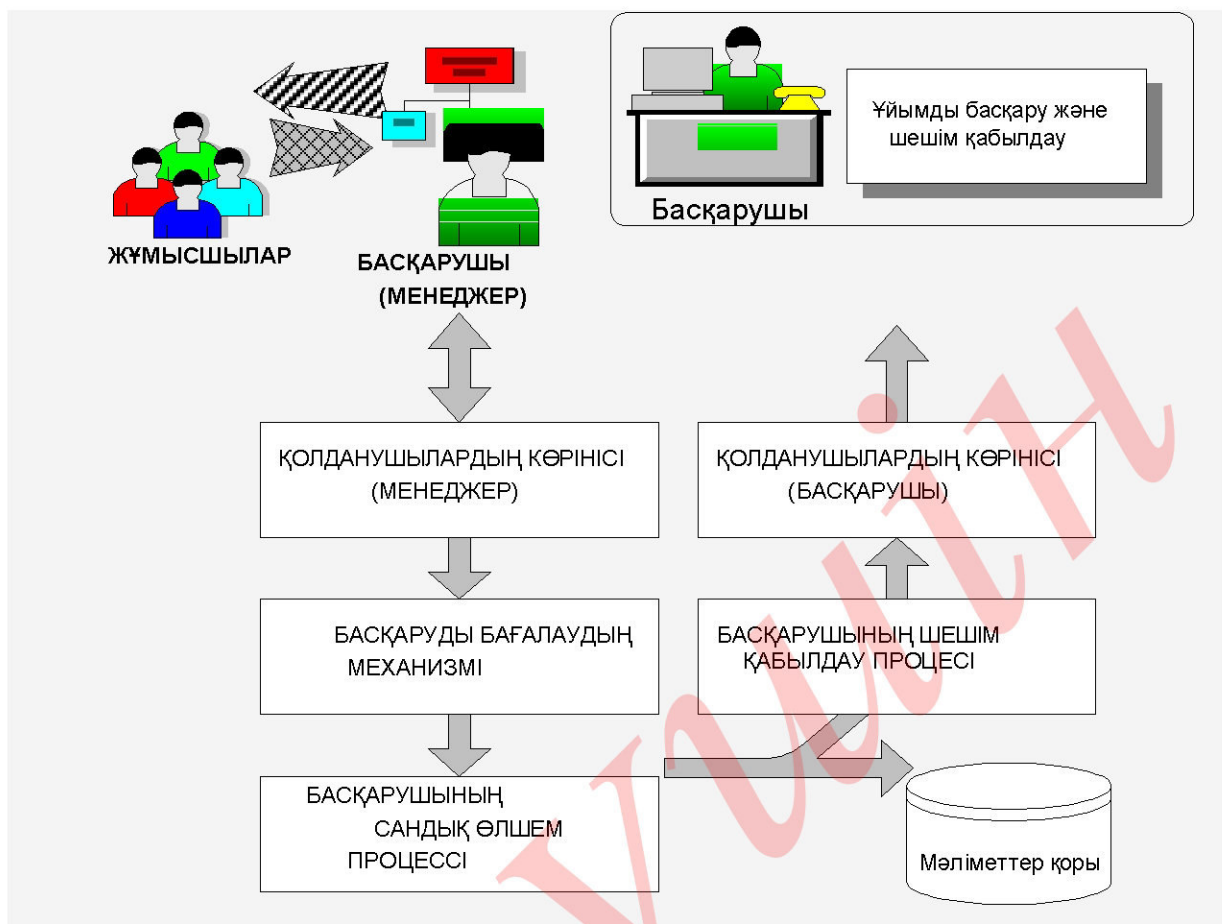 Ұйымды басқару және
шешім қабылдау
Басқарушы
ЖҰМЫСШЫЛАР
БАСҚАРУШЫ
(МЕНЕДЖЕР)
ҚОЛДАНУШЫЛАРДЫҢ КӨРІНІСІ
(МЕНЕДЖЕР)
ҚОЛДАНУШЫЛАРДЫҢ КӨРІНІСІ
(БАСҚАРУШЫ)
БАСҚАРУДЫ БАҒАЛАУДЫҢ
МЕХАНИЗМІ
БАСҚАРУШЫНЫҢ ШЕШІМ
ҚАБЫЛДАУ ПРОЦЕСІ
БАСҚАРУШЫНЫҢ
САНДЫҚ ӨЛШЕМ
ПРОЦЕССІ
Мәліметтер қоры